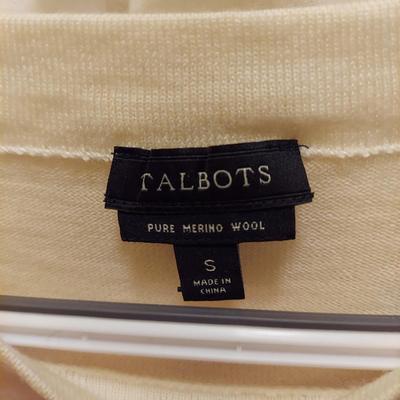 TALBOTS
PURE MERINO WOOL
S
MADE IN
CHINA